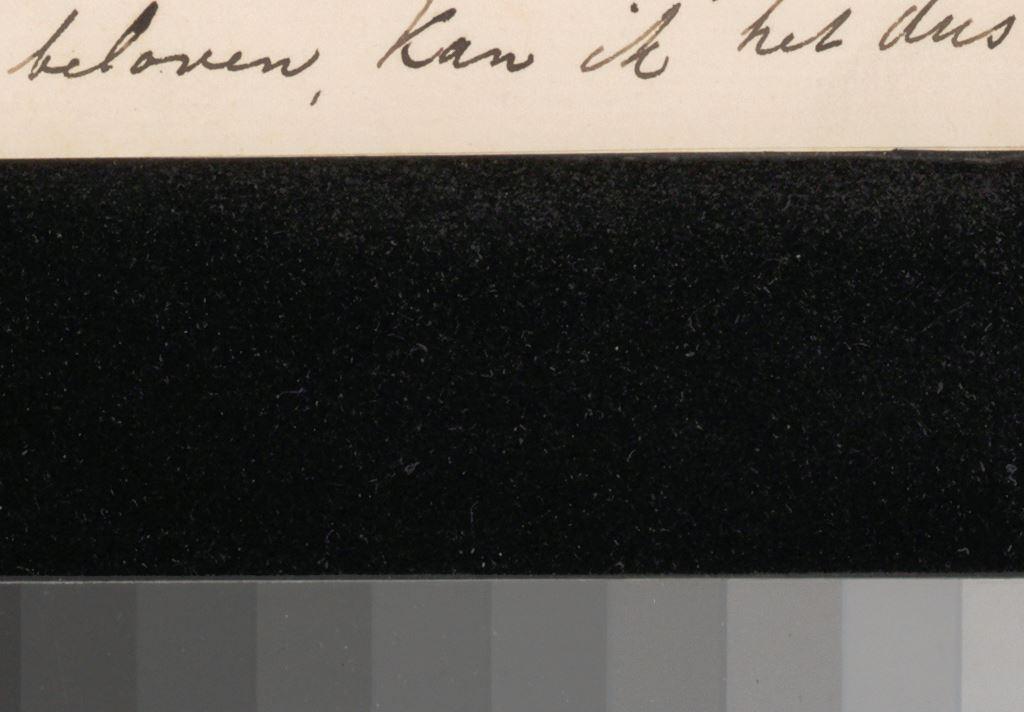 beloven, kan ik het dus